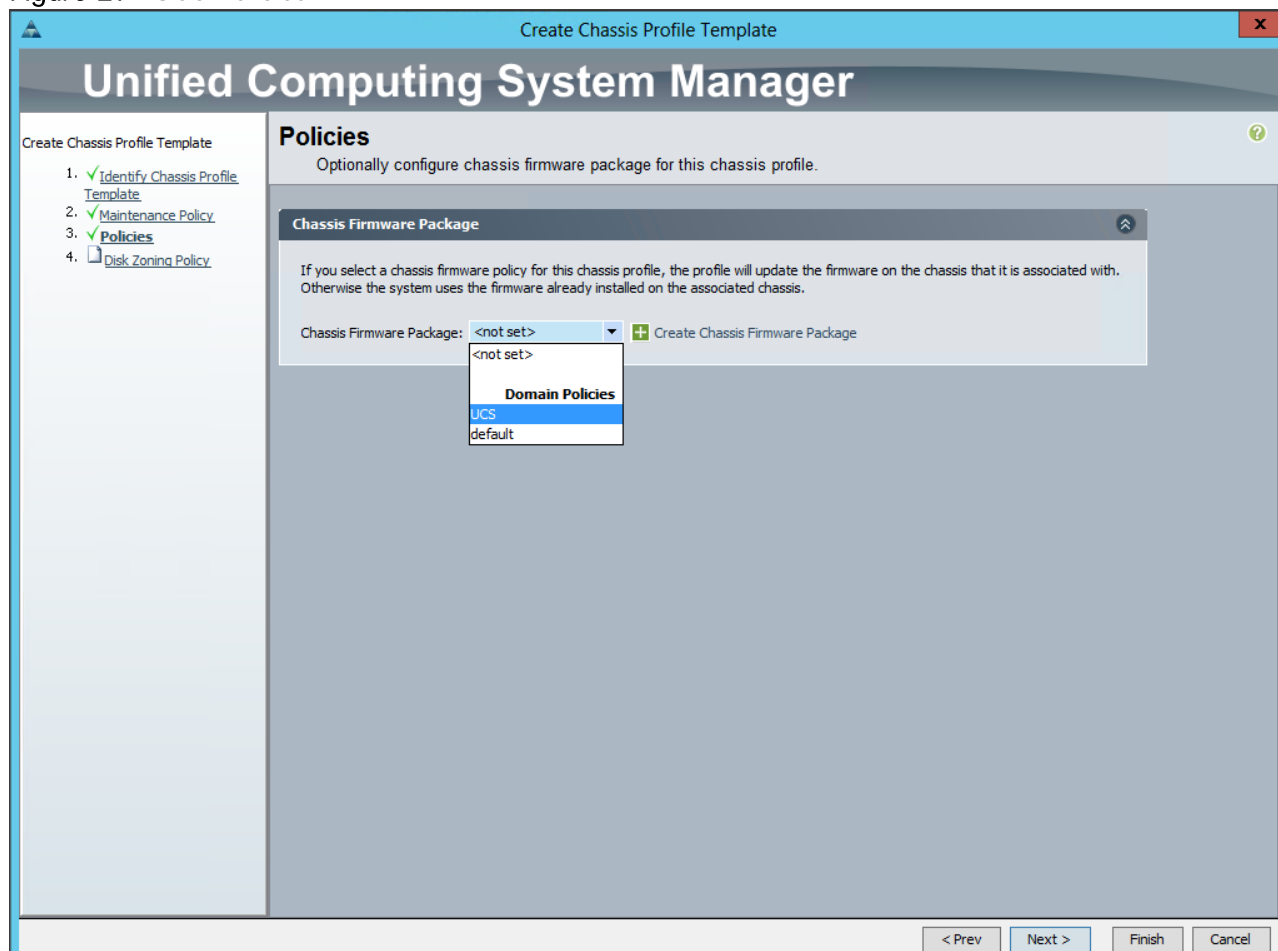 Create Chassis Profile Template
X
Unified Computing System Manager
Create Chassis Profile Template
1. Identify Chassis Profile
Template
2. Maintenance Policy
3. Policies
4. Disk Zoning Policy
Policies
Optionally configure chassis firmware package for this chassis profile.
?
Chassis Firmware Package
If you select a chassis firmware policy for this chassis profile, the profile will update the firmware on the chassis that it is associated with.
Otherwise the system uses the firmware already installed on the associated chassis.
Chassis Firmware Package: <not set> Create Chassis Firmware Package
<not set>
Domain Policies
UCS
default
< Prev Next > Finish Cancel